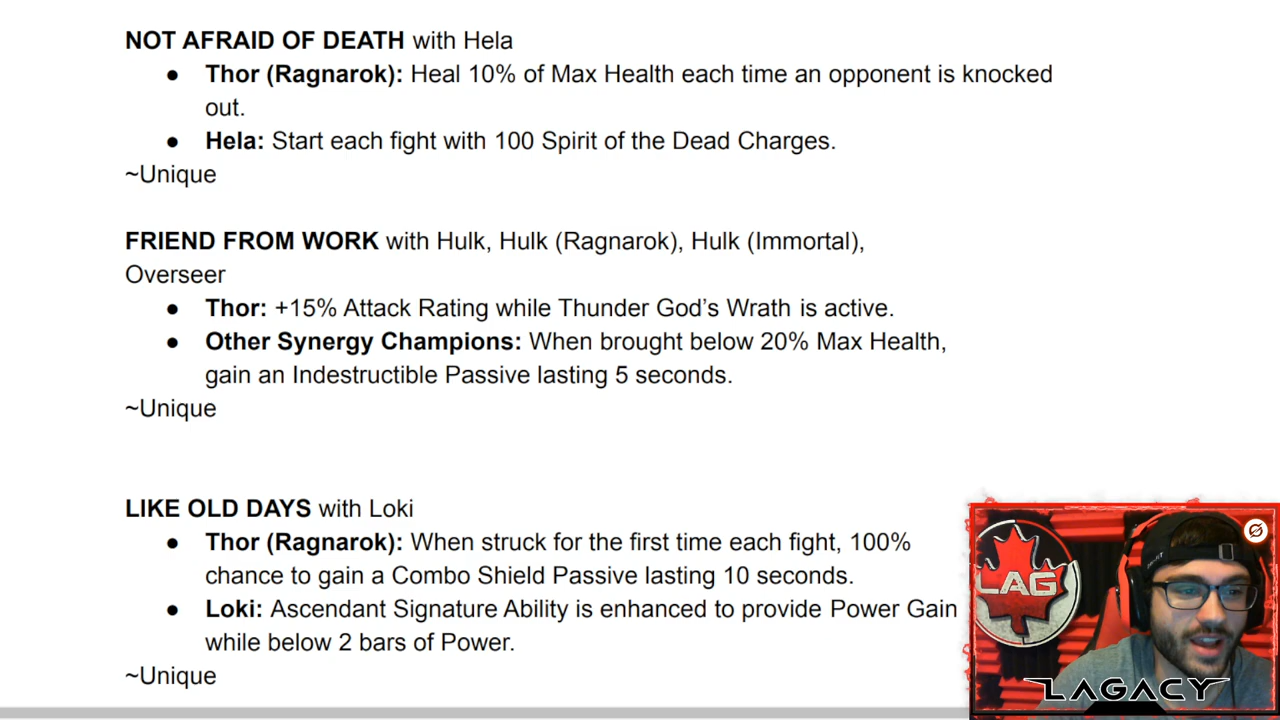 NOT AFRAID OF DEATH with Hela
● Thor (Ragnarok): Heal 10% of Max Health each time an opponent is knocked
out.
● Hela: Start each fight with 100 Spirit of the Dead Charges.
~Unique
FRIEND FROM WORK with Hulk, Hulk (Ragnarok), Hulk (Immortal),
Overseer
● Thor: +15% Attack Rating while Thunder God’s Wrath is active.
● Other Synergy Champions: When brought below 20% Max Health,
gain an Indestructible Passive lasting 5 seconds.
~Unique
LIKE OLD DAYS with Loki
● Thor (Ragnarok): When struck for the first time each fight, 100%
chance to gain a Combo Shield Passive lasting 10 seconds.
● Loki: Ascendant Signature Ability is enhanced to provide Power Gain
while below 2 bars of Power.
~Unique
LAG
LAGACY